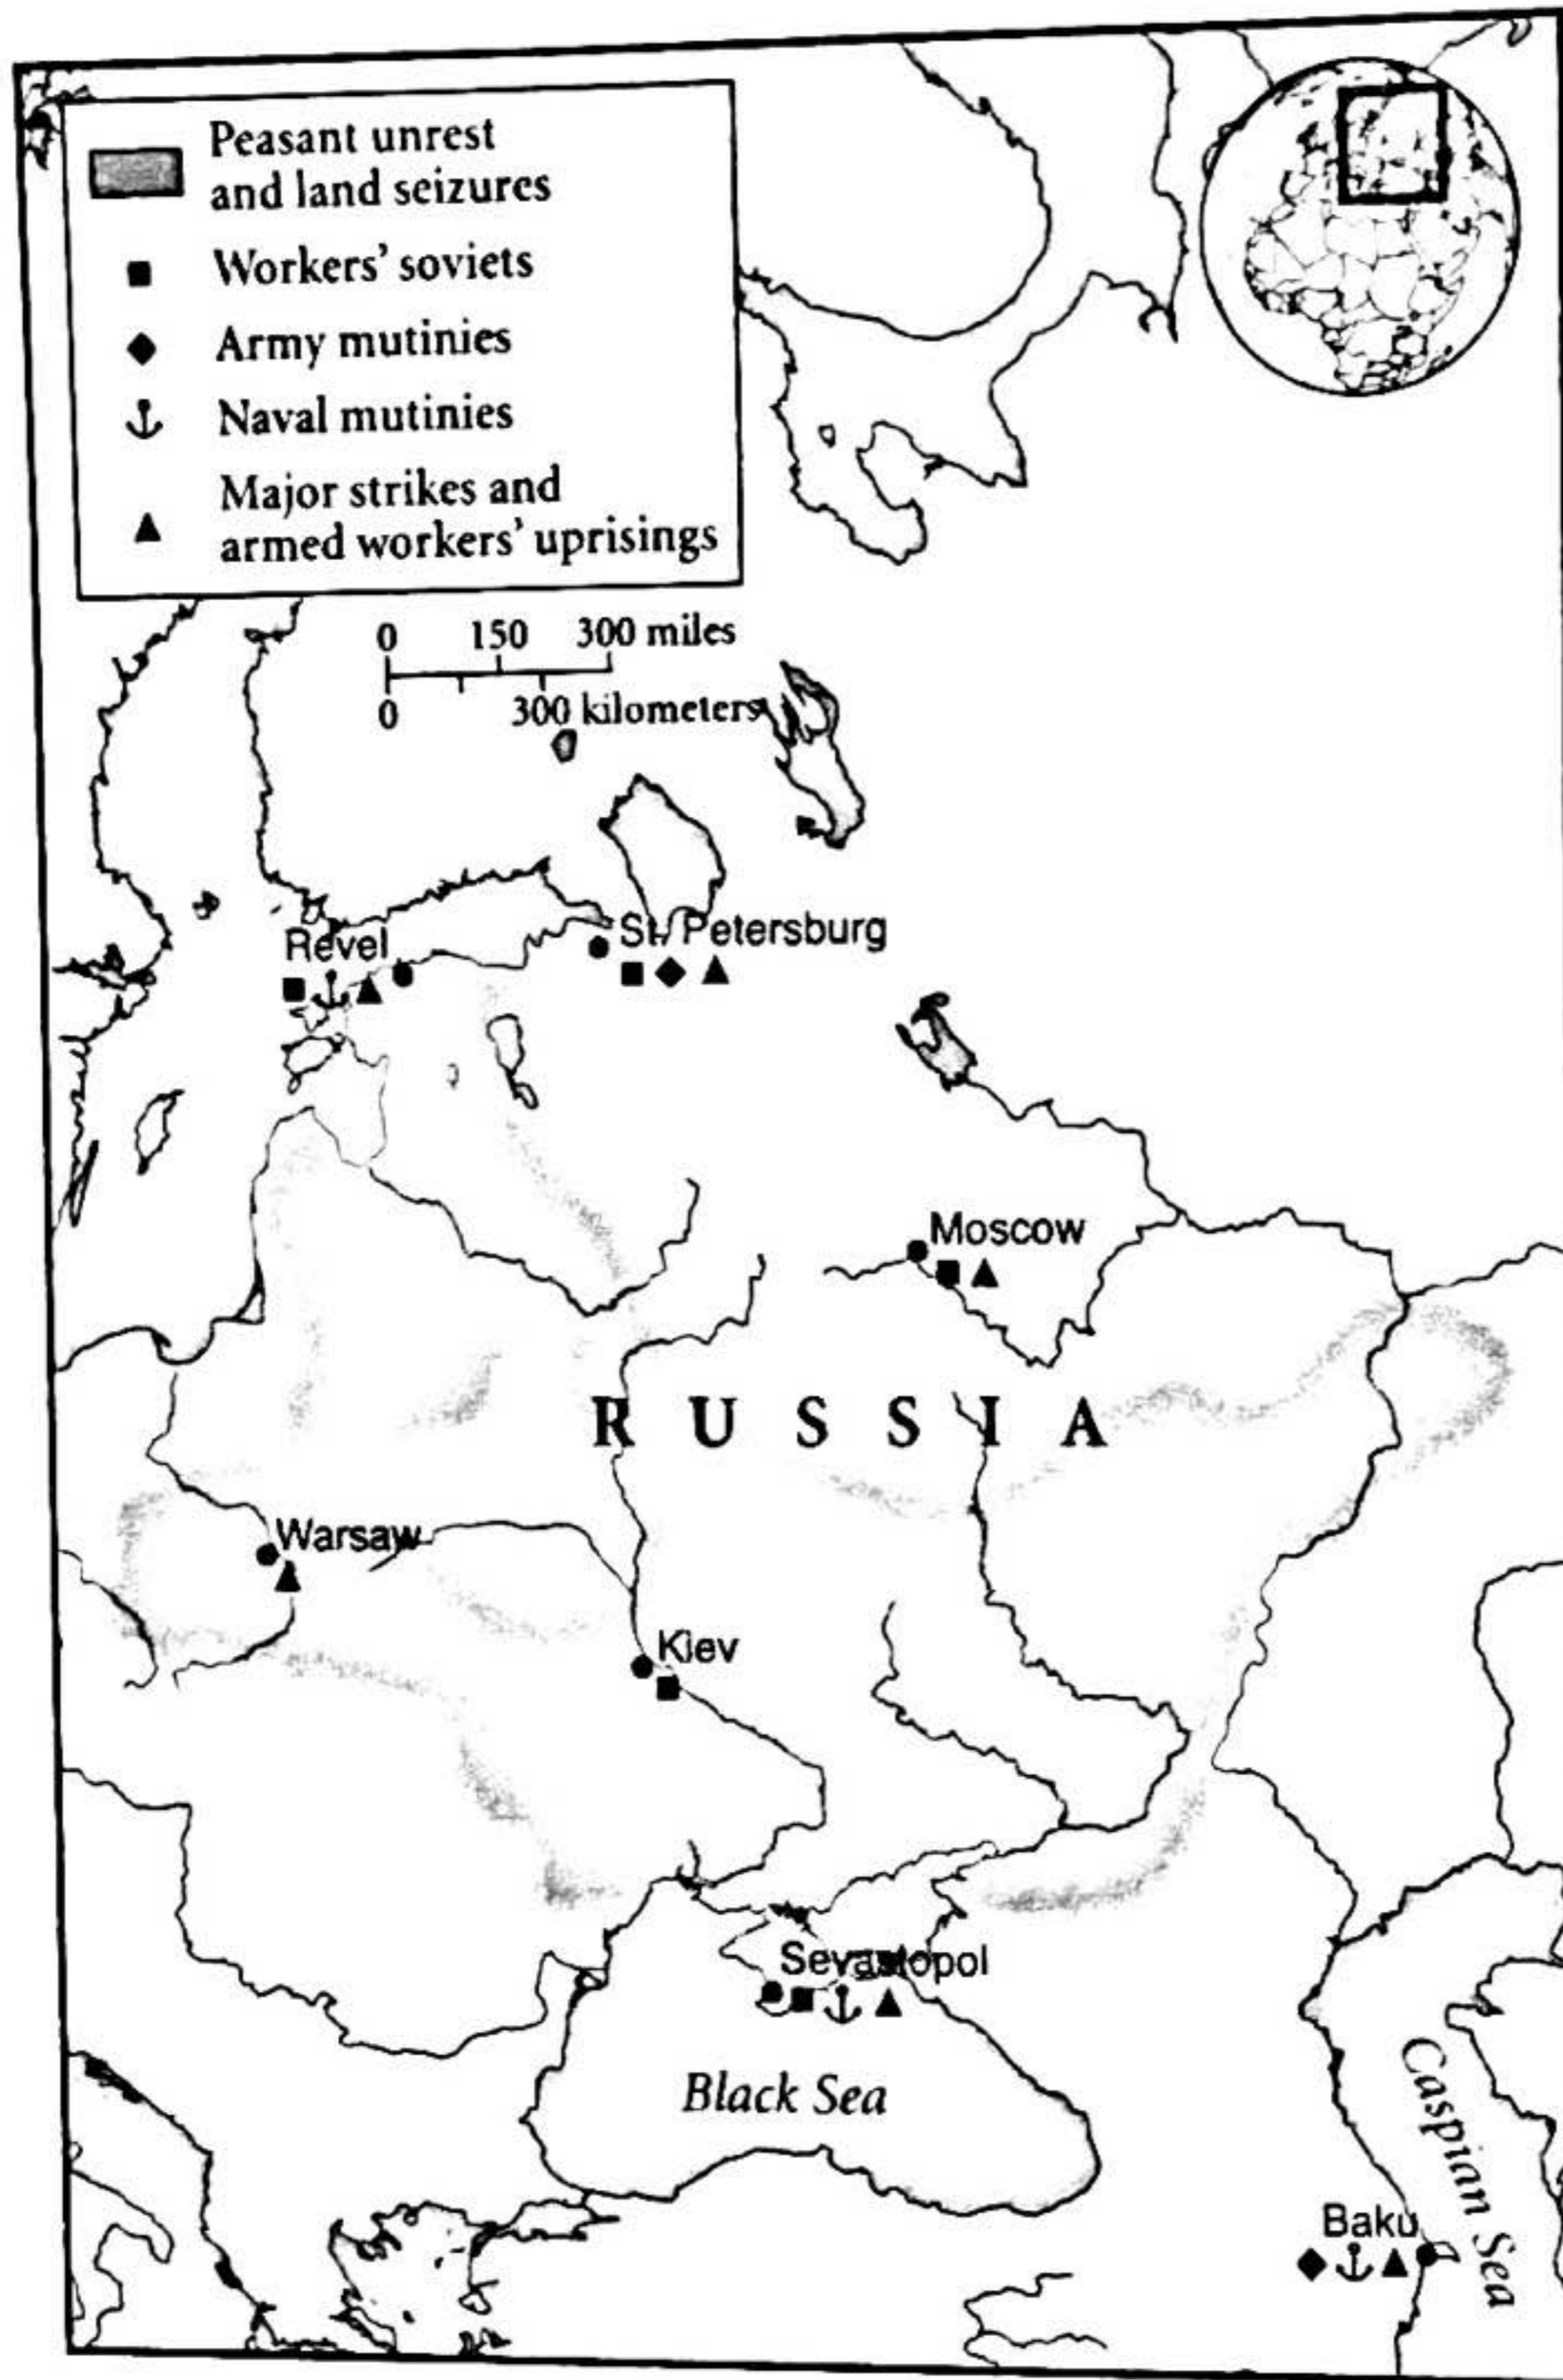 Peasant unrest
and land seizures
Workers' soviets
Army mutinies
Naval mutinies
Major strikes and
armed workers' uprisings
0 150 300 miles
0 300 kilometers
Revel
St. Petersburg
Moscow
RUSSIA
Warsaw
Kiev
Sevastopol
Black Sea
Caspian Sea
Baku